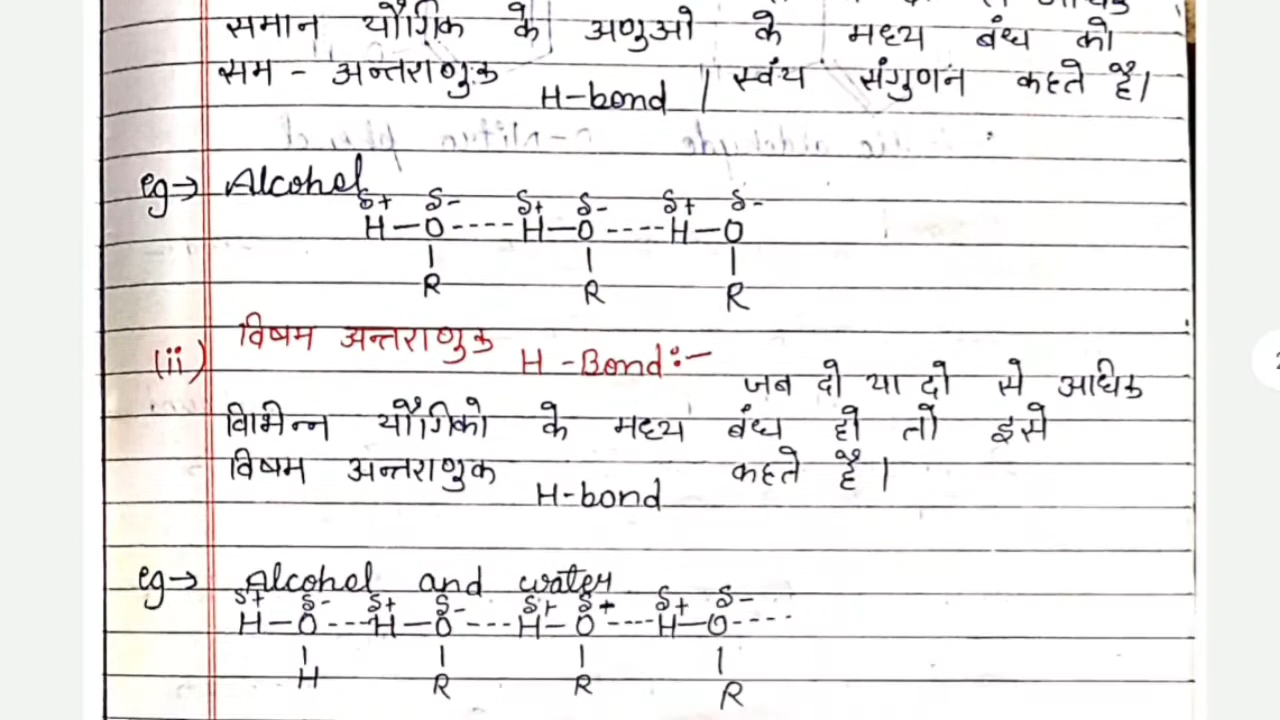 समान यौगिक के अणुओ के मध्य बंध को
सम - अन्तराणुक H-bond / स्वंय संगुणन कहते है।
eg→ Alcohol
δ+ δ- δ+ δ- δ+ δ-
H—O----H—O----H—O
| | |
R R R
(ii) विषम अन्तराणुक H-Bond:-
जब दो या दो से अधिक
विभिन्न यौगिको के मध्य बंध हो तो इसे
विषम अन्तराणुक H-bond कहते है।
eg→ Alcohol and water
δ+ δ- δ+ δ- δ+ δ+ δ+ δ-
H—O---H—O---H—O----H—O----
| | | |
H R R R